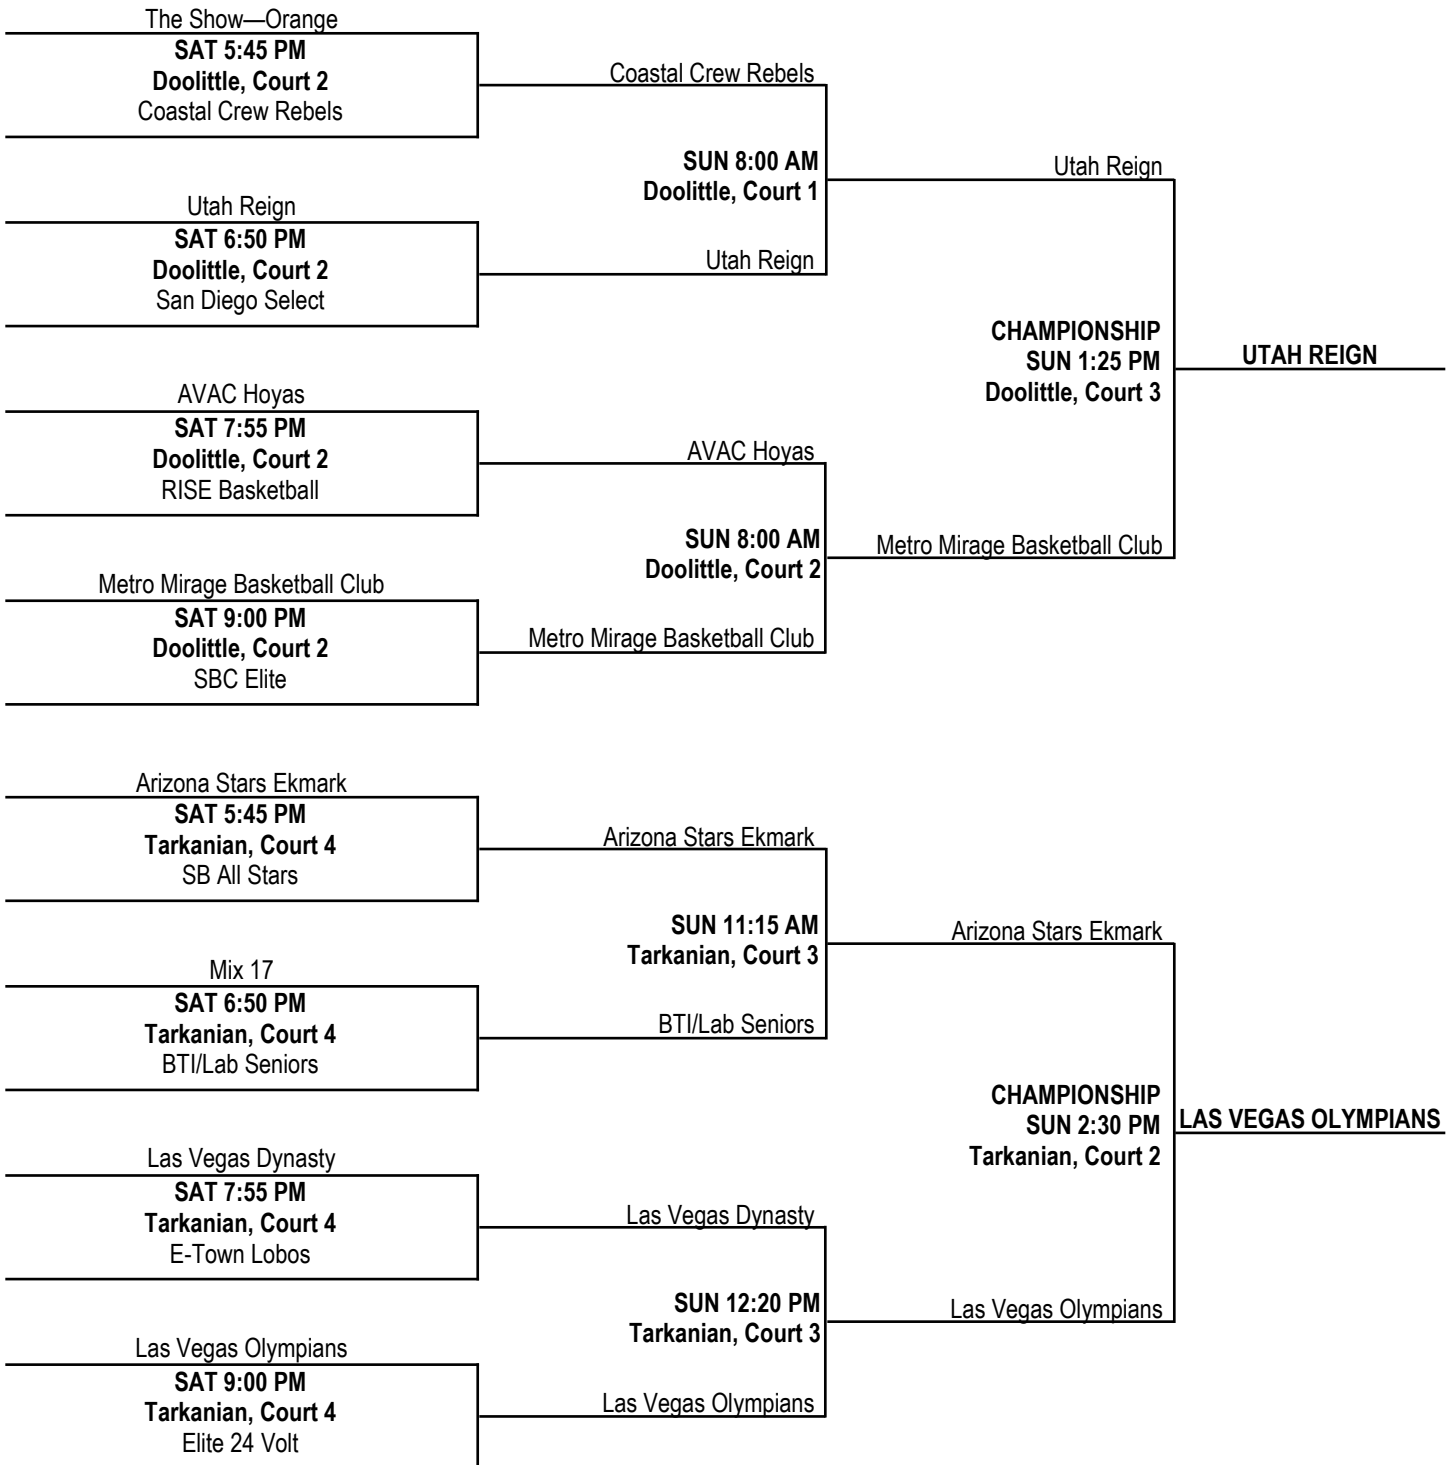 The Show—Orange
SAT 5:45 PM
Doolittle, Court 2
Coastal Crew Rebels
Utah Reign
SAT 6:50 PM
Doolittle, Court 2
San Diego Select
AVAC Hoyas
SAT 7:55 PM
Doolittle, Court 2
RISE Basketball
Metro Mirage Basketball Club
SAT 9:00 PM
Doolittle, Court 2
SBC Elite
Coastal Crew Rebels
SUN 8:00 AM
Doolittle, Court 1
Utah Reign
AVAC Hoyas
SUN 8:00 AM
Doolittle, Court 2
Metro Mirage Basketball Club
Utah Reign
CHAMPIONSHIP
SUN 1:25 PM
Doolittle, Court 3
Metro Mirage Basketball Club
UTAH REIGN
Arizona Stars Ekmark
SAT 5:45 PM
Tarkanian, Court 4
SB All Stars
Mix 17
SAT 6:50 PM
Tarkanian, Court 4
BTI/Lab Seniors
Las Vegas Dynasty
SAT 7:55 PM
Tarkanian, Court 4
E-Town Lobos
Las Vegas Olympians
SAT 9:00 PM
Tarkanian, Court 4
Elite 24 Volt
Arizona Stars Ekmark
SUN 11:15 AM
Tarkanian, Court 3
BTI/Lab Seniors
Las Vegas Dynasty
SUN 12:20 PM
Tarkanian, Court 3
Las Vegas Olympians
Arizona Stars Ekmark
CHAMPIONSHIP
SUN 2:30 PM
Tarkanian, Court 2
Las Vegas Olympians
LAS VEGAS OLYMPIANS